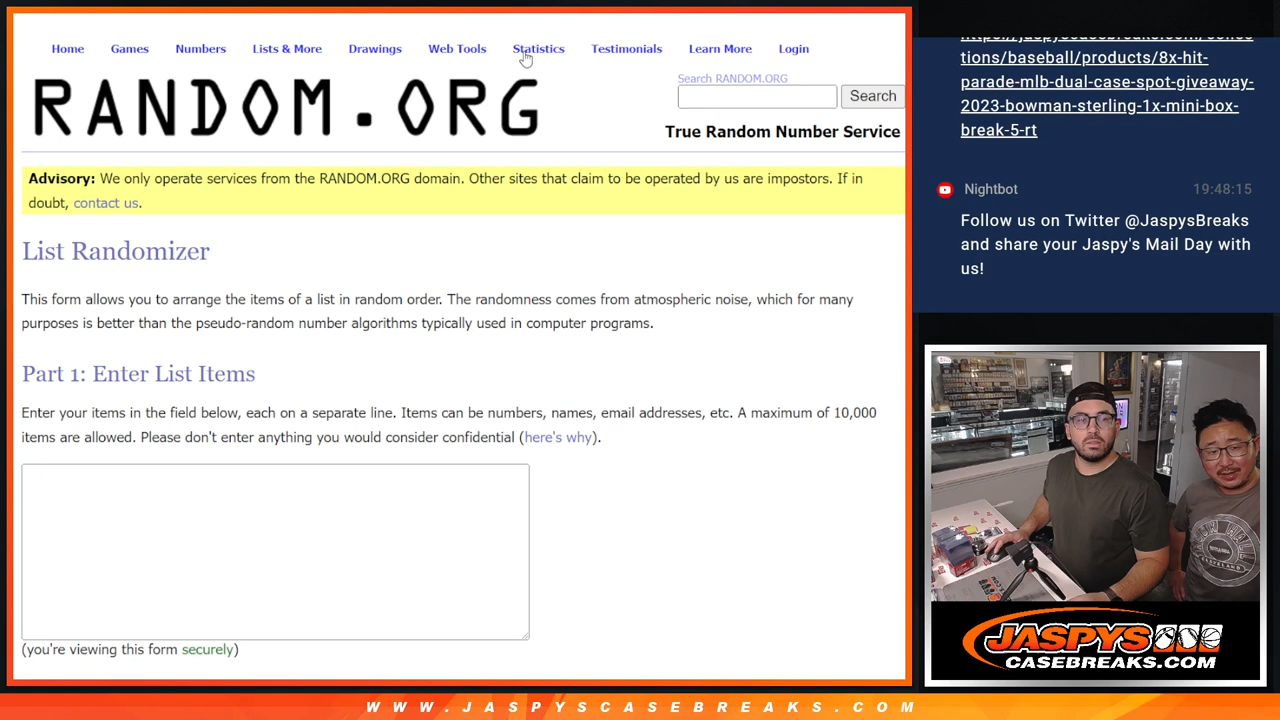 Home Games Numbers Lists & More Drawings Web Tools Statistics Testimonials Learn More Login
RANDOM.ORG
Search RANDOM.ORG
Search
True Random Number Service
Advisory: We only operate services from the RANDOM.ORG domain. Other sites that claim to be operated by us are impostors. If in
doubt, contact us.
List Randomizer
This form allows you to arrange the items of a list in random order. The randomness comes from atmospheric noise, which for many
purposes is better than the pseudo-random number algorithms typically used in computer programs.
Part 1: Enter List Items
Enter your items in the field below, each on a separate line. Items can be numbers, names, email addresses, etc. A maximum of 10,000
items are allowed. Please don't enter anything you would consider confidential (here's why).
(you're viewing this form securely)
tions/baseball/products/8x-hit-
parade-mlb-dual-case-spot-giveaway-
2023-bowman-sterling-1x-mini-box-
break-5-rt
Nightbot 19:48:15
Follow us on Twitter @JaspysBreaks
and share your Jaspy's Mail Day with
us!
CLEVELAND
JASPYS
CASEBREAKS.COM
WWW.JASPYSCASEBREAKS.COM